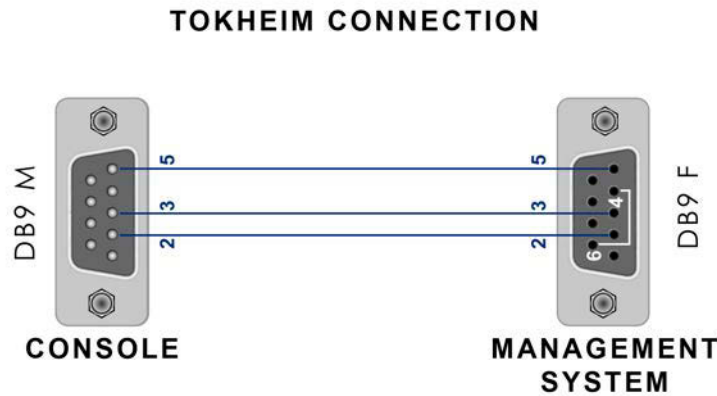 TOKHEIM CONNECTION
DB9 M
5
5
3
3
4
2
2
6
DB9 F
CONSOLE
MANAGEMENT
SYSTEM